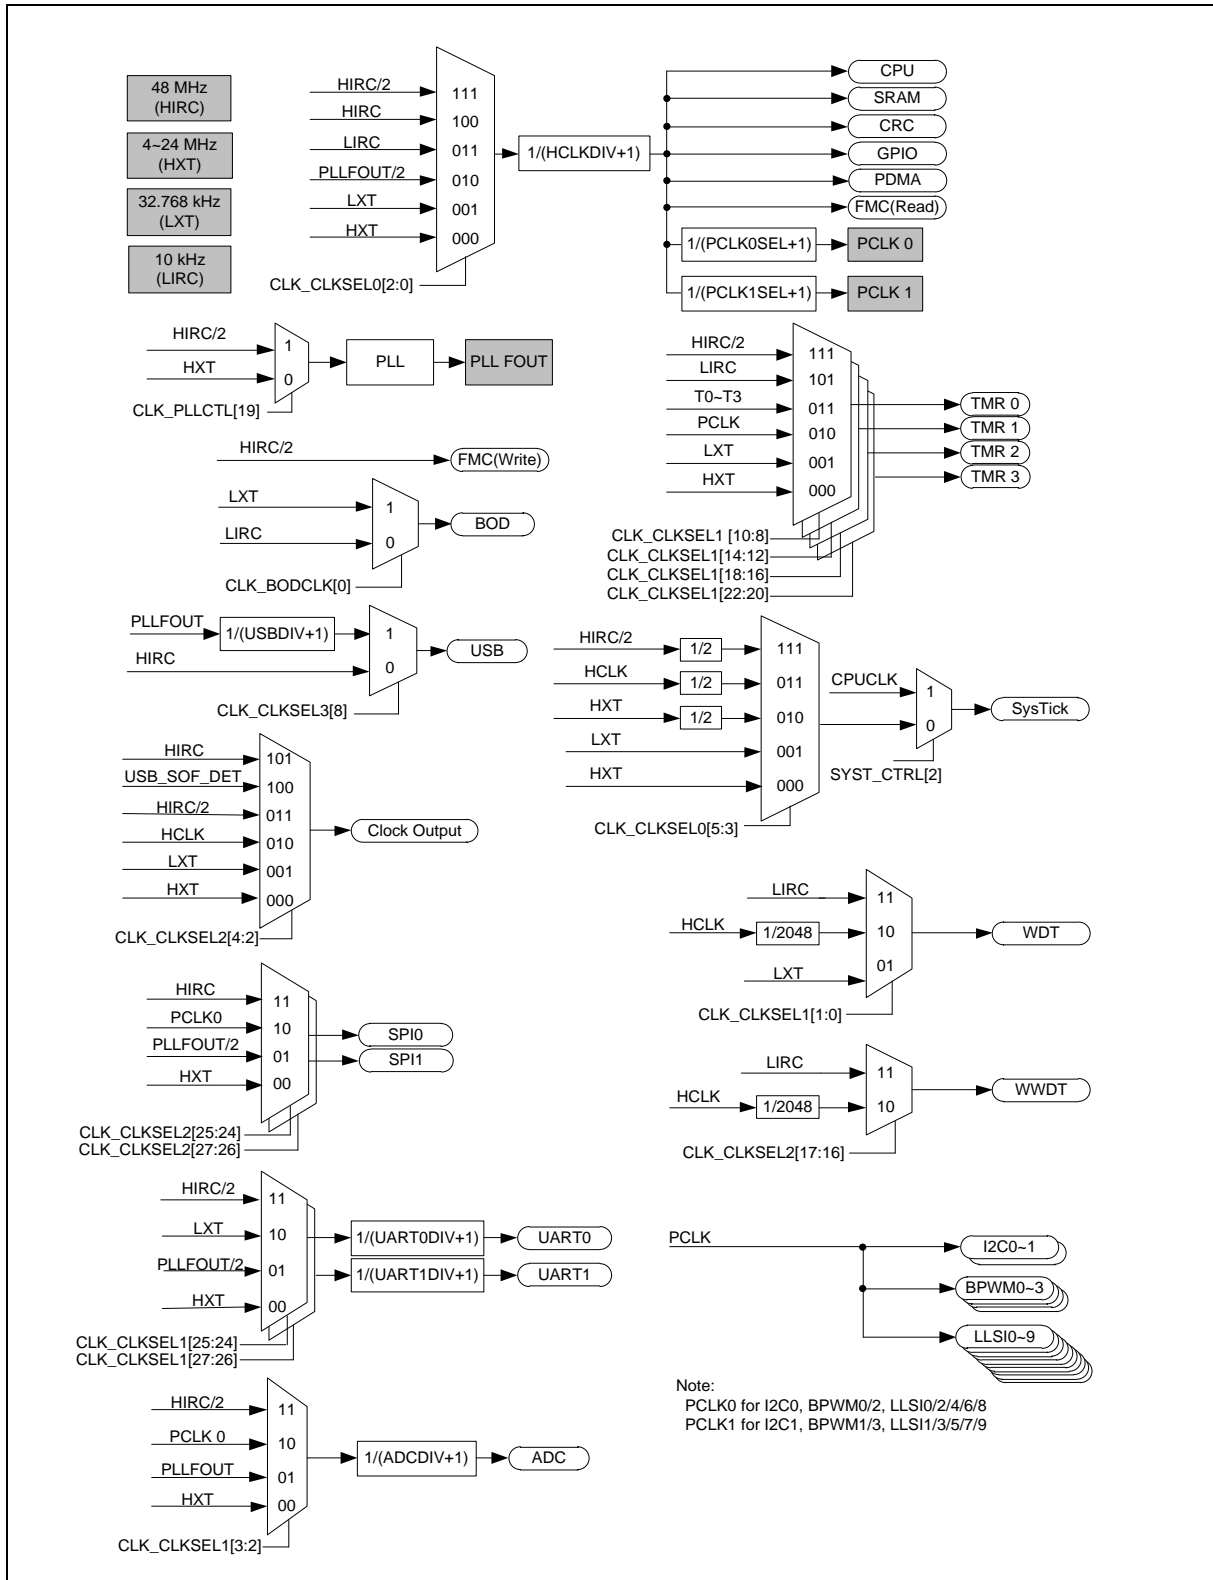 48 MHz
(HIRC)
4~24 MHz
(HXT)
32.768 kHz
(LXT)
10 kHz
(LIRC)
HIRC/2
HIRC
LIRC
PLLFOUT/2
LXT
HXT
111
100
011
010
001
000
CLK_CLKSEL0[2:0]
1/(HCLKDIV+1)
CPU
SRAM
CRC
GPIO
PDMA
FMC(Read)
1/(PCLK0SEL+1)
PCLK 0
1/(PCLK1SEL+1)
PCLK 1
HIRC/2
HXT
1
0
CLK_PLLCTL[19]
PLL
PLL FOUT
HIRC/2
LIRC
T0~T3
PCLK
LXT
HXT
111
101
011
010
001
000
TMR 0
TMR 1
TMR 2
TMR 3
CLK_CLKSEL1 [10:8]
CLK_CLKSEL1[14:12]
CLK_CLKSEL1[18:16]
CLK_CLKSEL1[22:20]
HIRC/2
FMC(Write)
LXT
LIRC
1
0
BOD
CLK_BODCLK[0]
PLLFOUT
1/(USBDIV+1)
HIRC
1
0
USB
CLK_CLKSEL3[8]
HIRC/2
HCLK
HXT
LXT
HXT
1/2
1/2
1/2
111
011
010
001
000
CLK_CLKSEL0[5:3]
CPUCLK
1
0
SYST_CTRL[2]
SysTick
HIRC
USB_SOF_DET
HIRC/2
HCLK
LXT
HXT
101
100
011
010
001
000
Clock Output
CLK_CLKSEL2[4:2]
LIRC
HCLK
1/2048
LXT
11
10
01
WDT
CLK_CLKSEL1[1:0]
HIRC
PCLK0
PLLFOUT/2
HXT
11
10
01
00
SPI0
SPI1
CLK_CLKSEL2[25:24]
CLK_CLKSEL2[27:26]
LIRC
HCLK
1/2048
11
10
WWDT
CLK_CLKSEL2[17:16]
HIRC/2
LXT
PLLFOUT/2
HXT
11
10
01
00
1/(UART0DIV+1)
UART0
1/(UART1DIV+1)
UART1
CLK_CLKSEL1[25:24]
CLK_CLKSEL1[27:26]
PCLK
I2C0~1
BPWM0~3
LLSI0~9
Note:
PCLK0 for I2C0, BPWM0/2, LLSI0/2/4/6/8
PCLK1 for I2C1, BPWM1/3, LLSI1/3/5/7/9
HIRC/2
PCLK 0
PLLFOUT
HXT
11
10
01
00
1/(ADCDIV+1)
ADC
CLK_CLKSEL1[3:2]